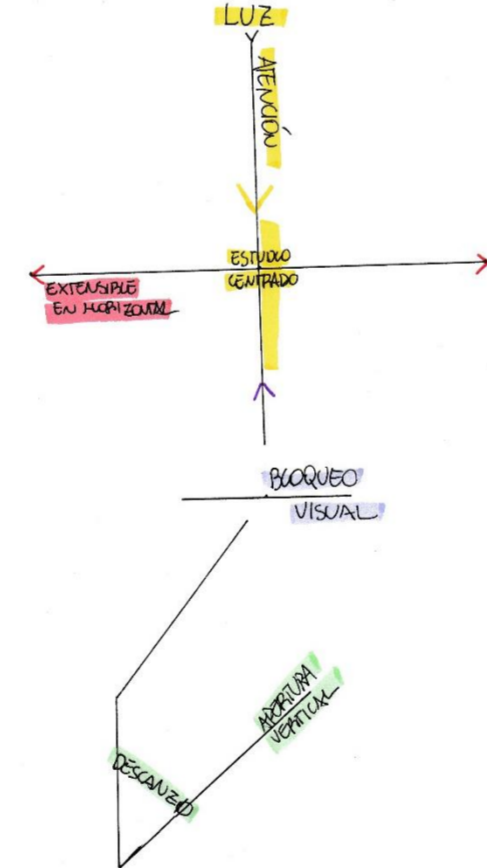 LUZ
ATENCIÓN
ESTUDIO
CENTRADO
EXTENSIBLE
EN HORIZONTAL
BLOQUEO
VISUAL
APERTURA
VERTICAL
DESCANZO